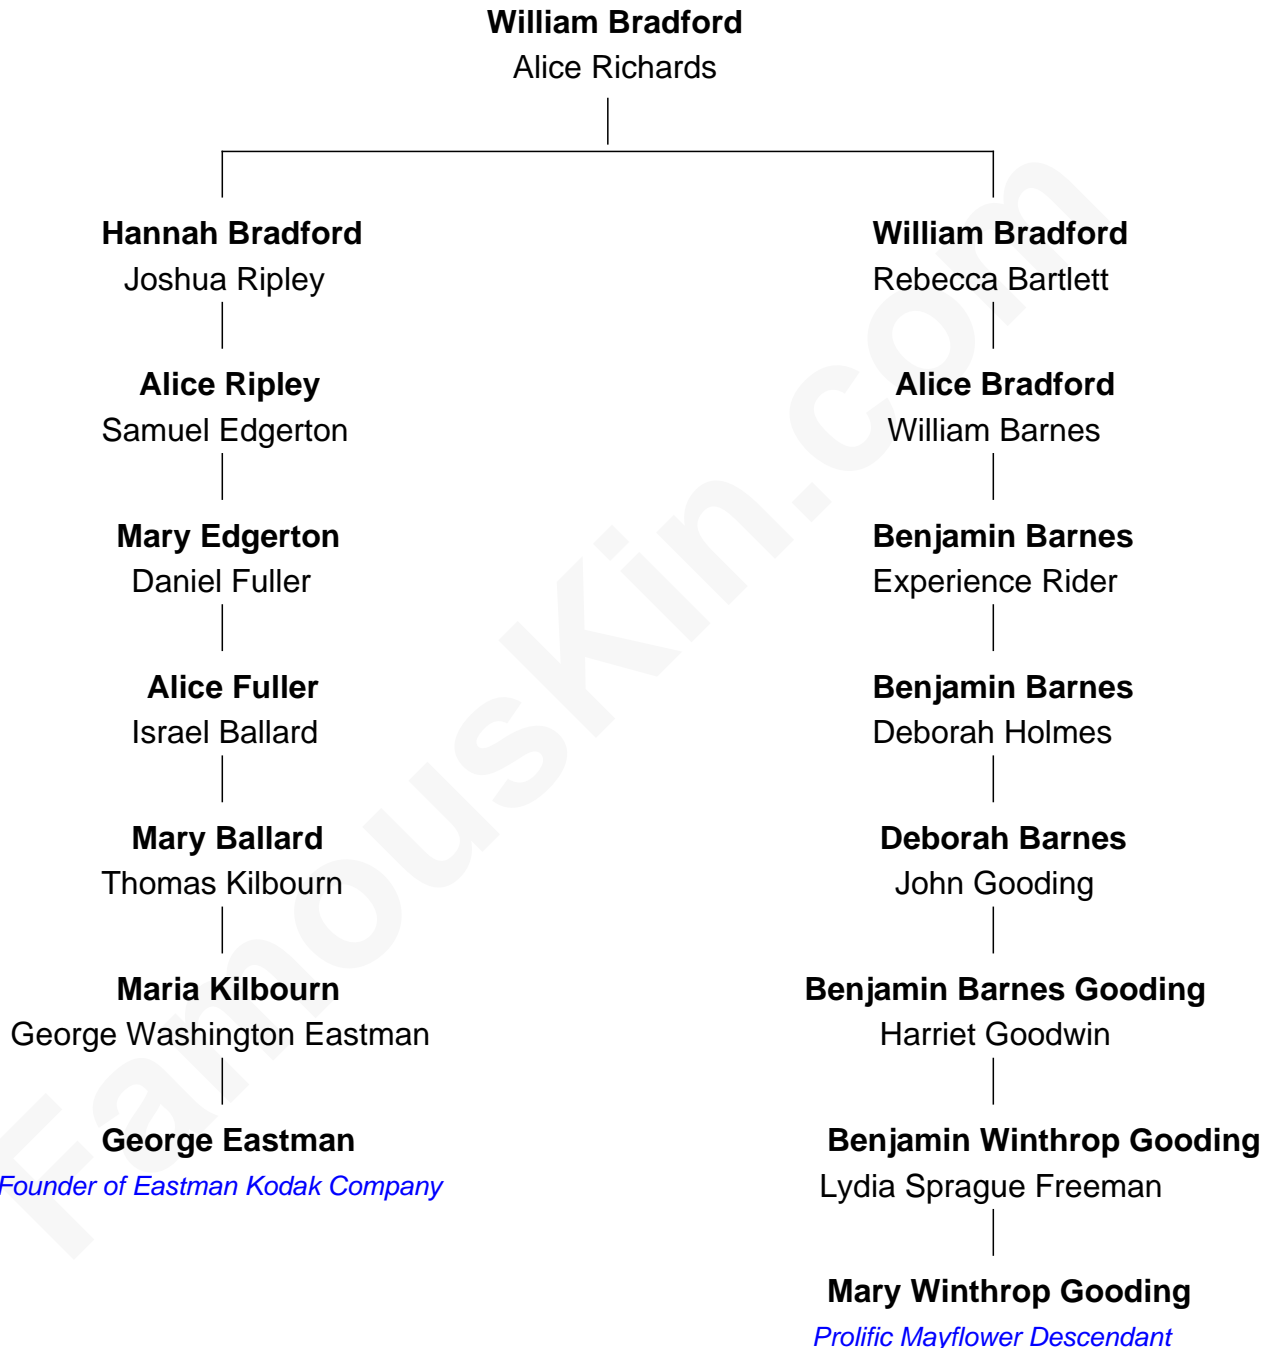 William Bradford
Alice Richards
Hannah Bradford
Joshua Ripley
Alice Ripley
Samuel Edgerton
Mary Edgerton
Daniel Fuller
Alice Fuller
Israel Ballard
Mary Ballard
Thomas Kilbourn
Maria Kilbourn
George Washington Eastman
George Eastman
Founder of Eastman Kodak Company
William Bradford
Rebecca Bartlett
Alice Bradford
William Barnes
Benjamin Barnes
Experience Rider
Benjamin Barnes
Deborah Holmes
Deborah Barnes
John Gooding
Benjamin Barnes Gooding
Harriet Goodwin
Benjamin Winthrop Gooding
Lydia Sprague Freeman
Mary Winthrop Gooding
Prolific Mayflower Descendant
FamousKin.com